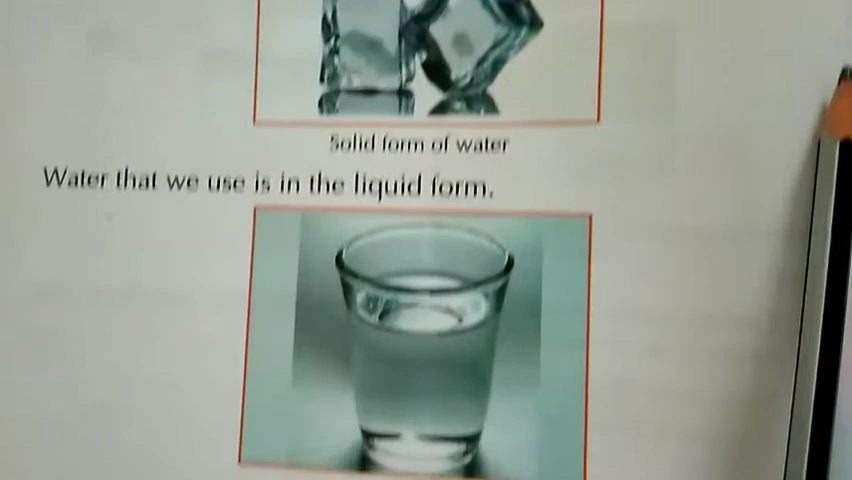 Solid form of water
Water that we use is in the liquid form.